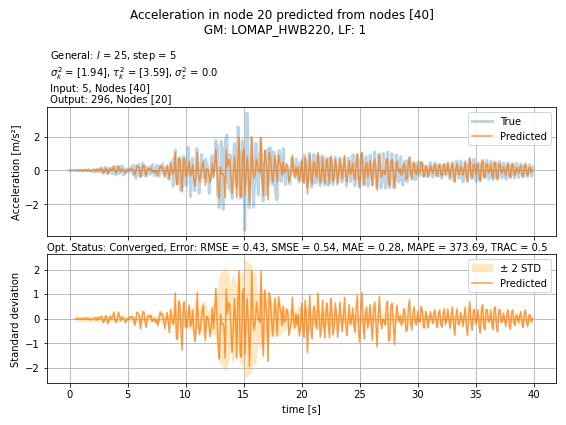 Acceleration in node 20 predicted from nodes [40]
GM: LOMAP_HWB220, LF: 1
General: l = 25, step = 5
σ_k^2 = [1.94], τ_k^2 = [3.59], σ_ε^2 = 0.0
Input: 5, Nodes [40]
Output: 296, Nodes [20]
True
Predicted
Acceleration [m/s²]
2
0
−2
Opt. Status: Converged, Error: RMSE = 0.43, SMSE = 0.54, MAE = 0.28, MAPE = 373.69, TRAC = 0.5
± 2 STD
Predicted
Standard deviation
2
1
0
−1
−2
0 5 10 15 20 25 30 35 40
time [s]